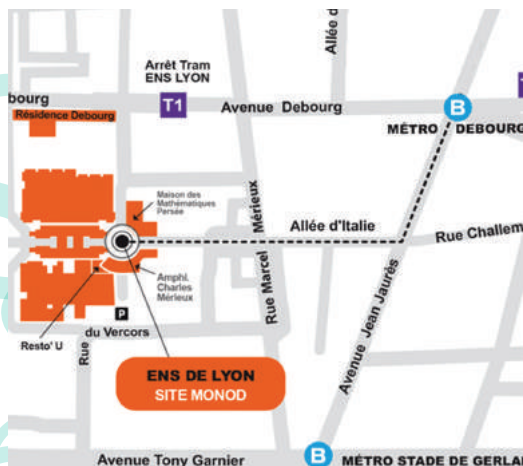 Allée d
Arrêt Tram
ENS LYON
T1
bourg
Avenue Debourg
B
Résidence Debourg
MÉTRO DEBOURG
Maison des
Mathématiques
Persée
Rue Marcel Mérieux
Allée d'Italie
Rue Challem
Amphi.
Charles
Mérieux
Avenue Jean Jaurès
P
Resto' U
Rue du Vercors
ENS DE LYON
SITE MONOD
Avenue Tony Garnier
B
MÉTRO STADE DE GERLA